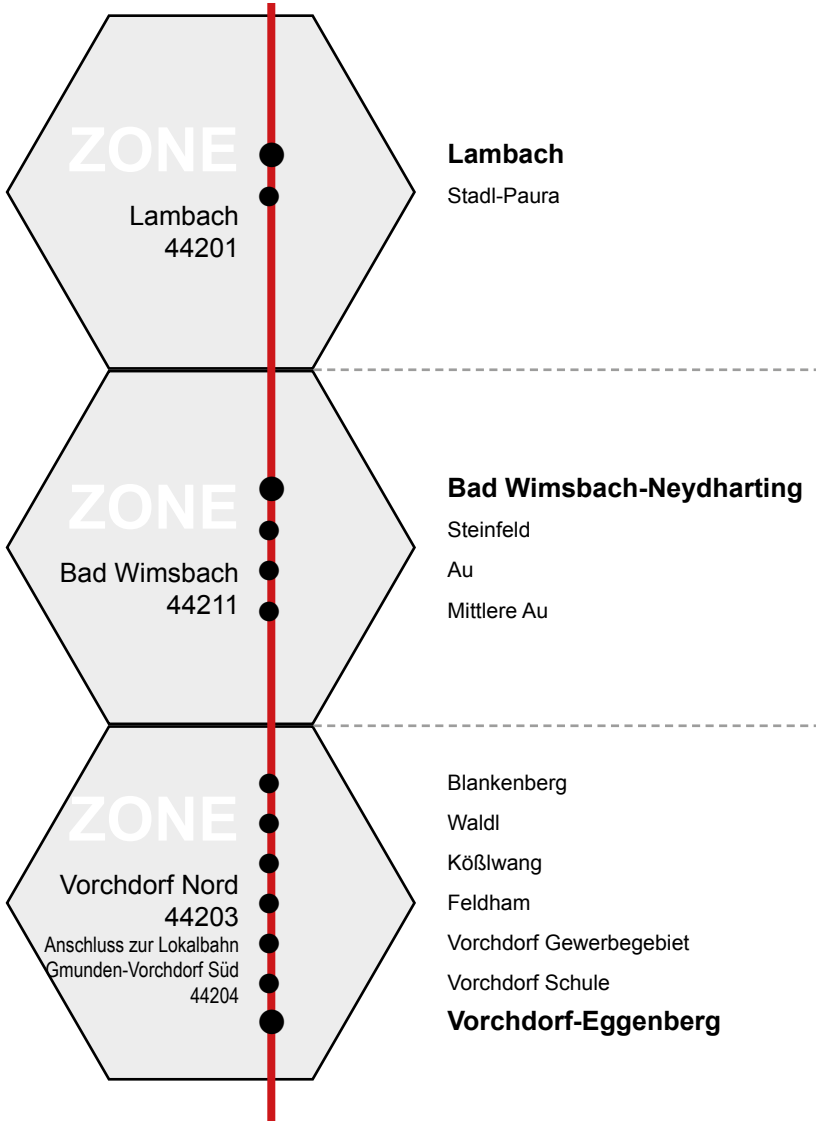 ZONE
Lambach
44201
Lambach
Stadl-Paura
ZONE
Bad Wimsbach
44211
Bad Wimsbach-Neydharting
Steinfeld
Au
Mittlere Au
ZONE
Vorchdorf Nord
44203
Anschluss zur Lokalbahn
Gmunden-Vorchdorf Süd
44204
Blankenberg
Waldl
Kößlwang
Feldham
Vorchdorf Gewerbegebiet
Vorchdorf Schule
Vorchdorf-Eggenberg